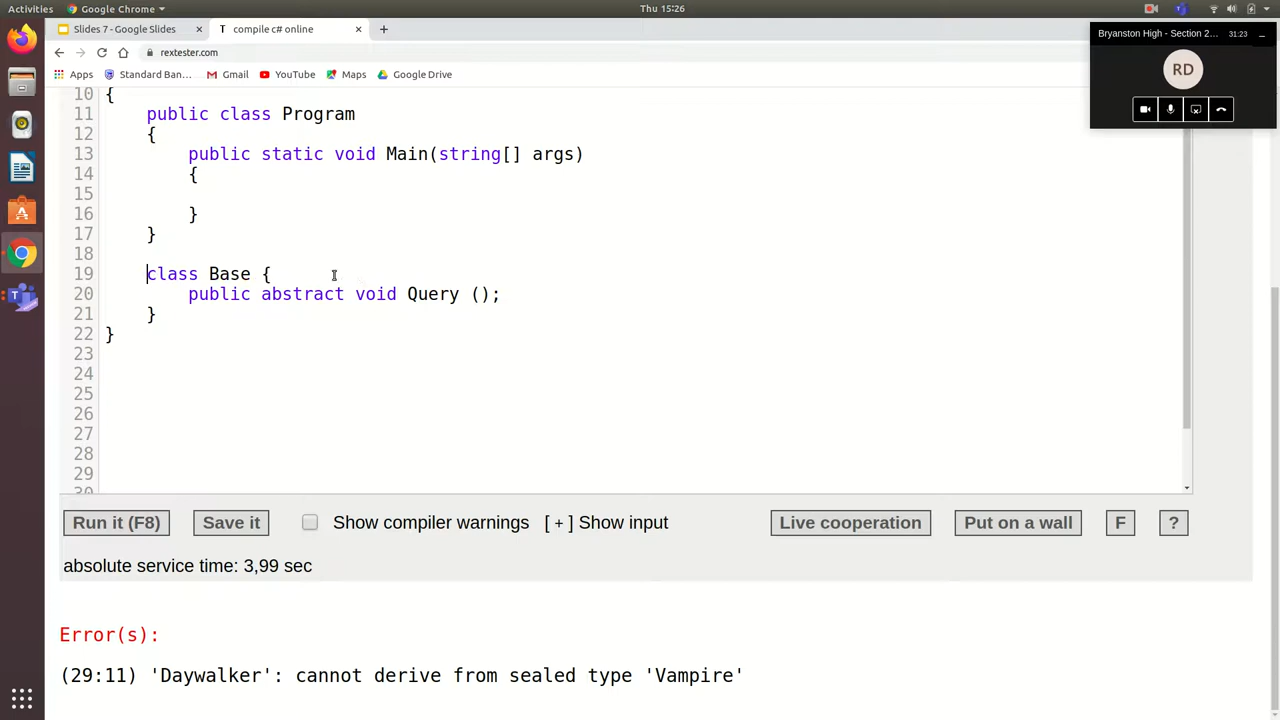 Activities Google Chrome Thu 15:26
Slides 7 - Google Slides
T compile c# online
rextester.com
Apps Standard Ban... Gmail YouTube Maps Google Drive
Bryanston High - Section 2... 31:23
RD
10 {
11 public class Program
12 {
13 public static void Main(string[] args)
14 {
15
16 }
17 }
18
19 class Base {
20 public abstract void Query ();
21 }
22 }
23
24
25
26
27
28
29
30
Run it (F8) Save it Show compiler warnings [ + ] Show input Live cooperation Put on a wall F ?
absolute service time: 3,99 sec
Error(s):
(29:11) 'Daywalker': cannot derive from sealed type 'Vampire'